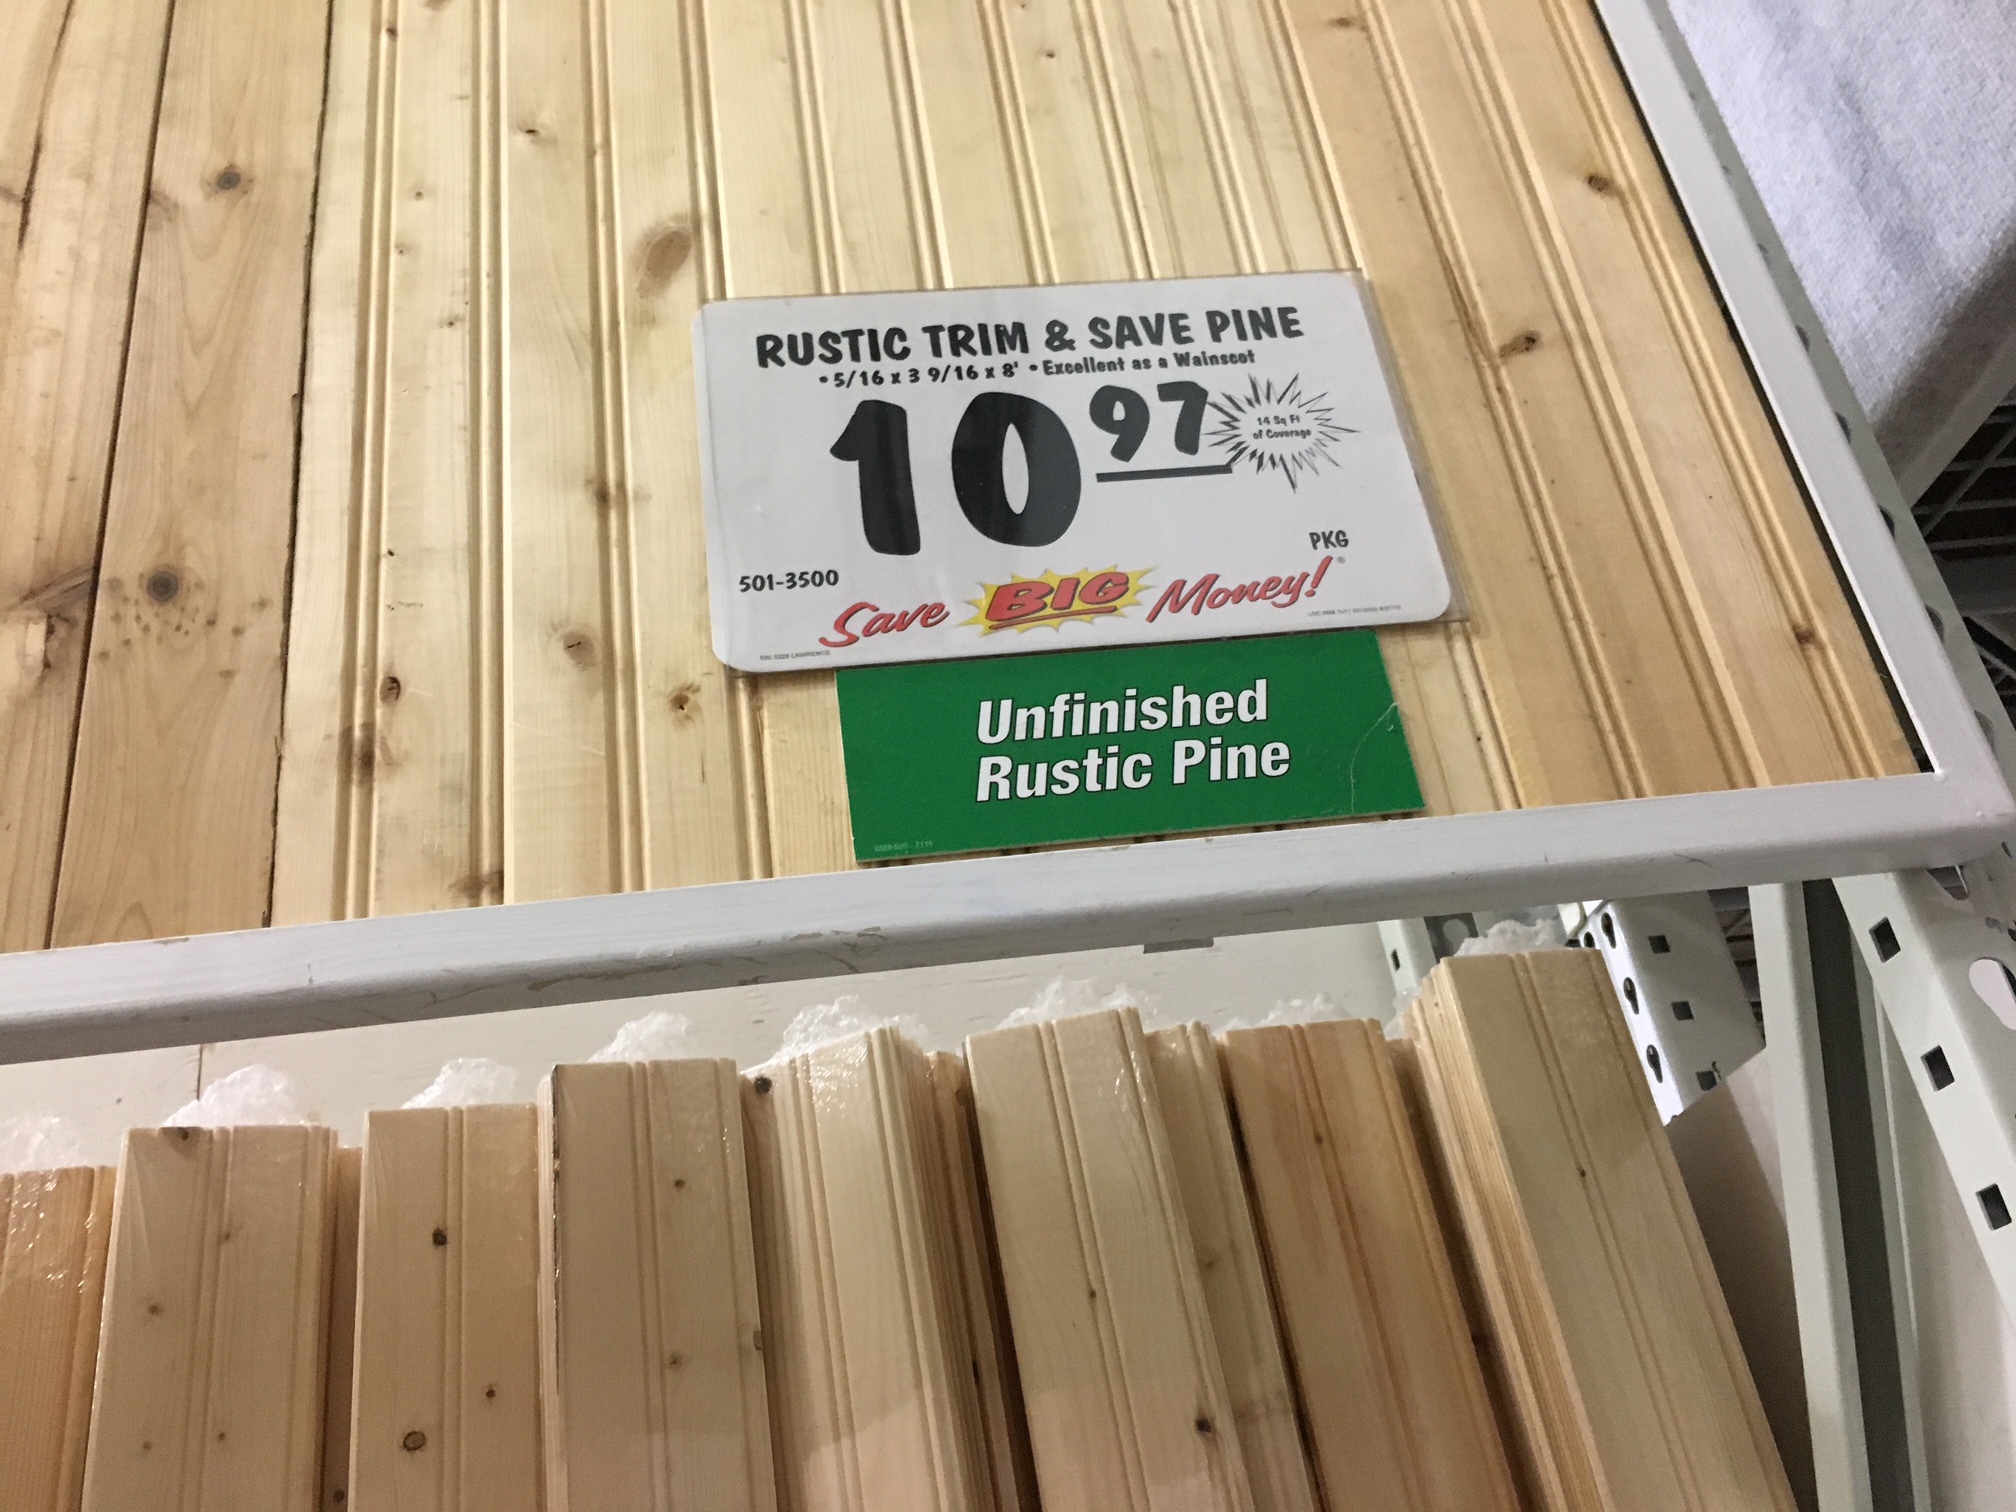 RUSTIC TRIM & SAVE PINE
• 5/16 x 3 9/16 x 8' • Excellent as a Wainscot
10 97
14 Sq Ft
of Coverage
PKG
501-3500
Save BIG Money!®
Unfinished
Rustic Pine